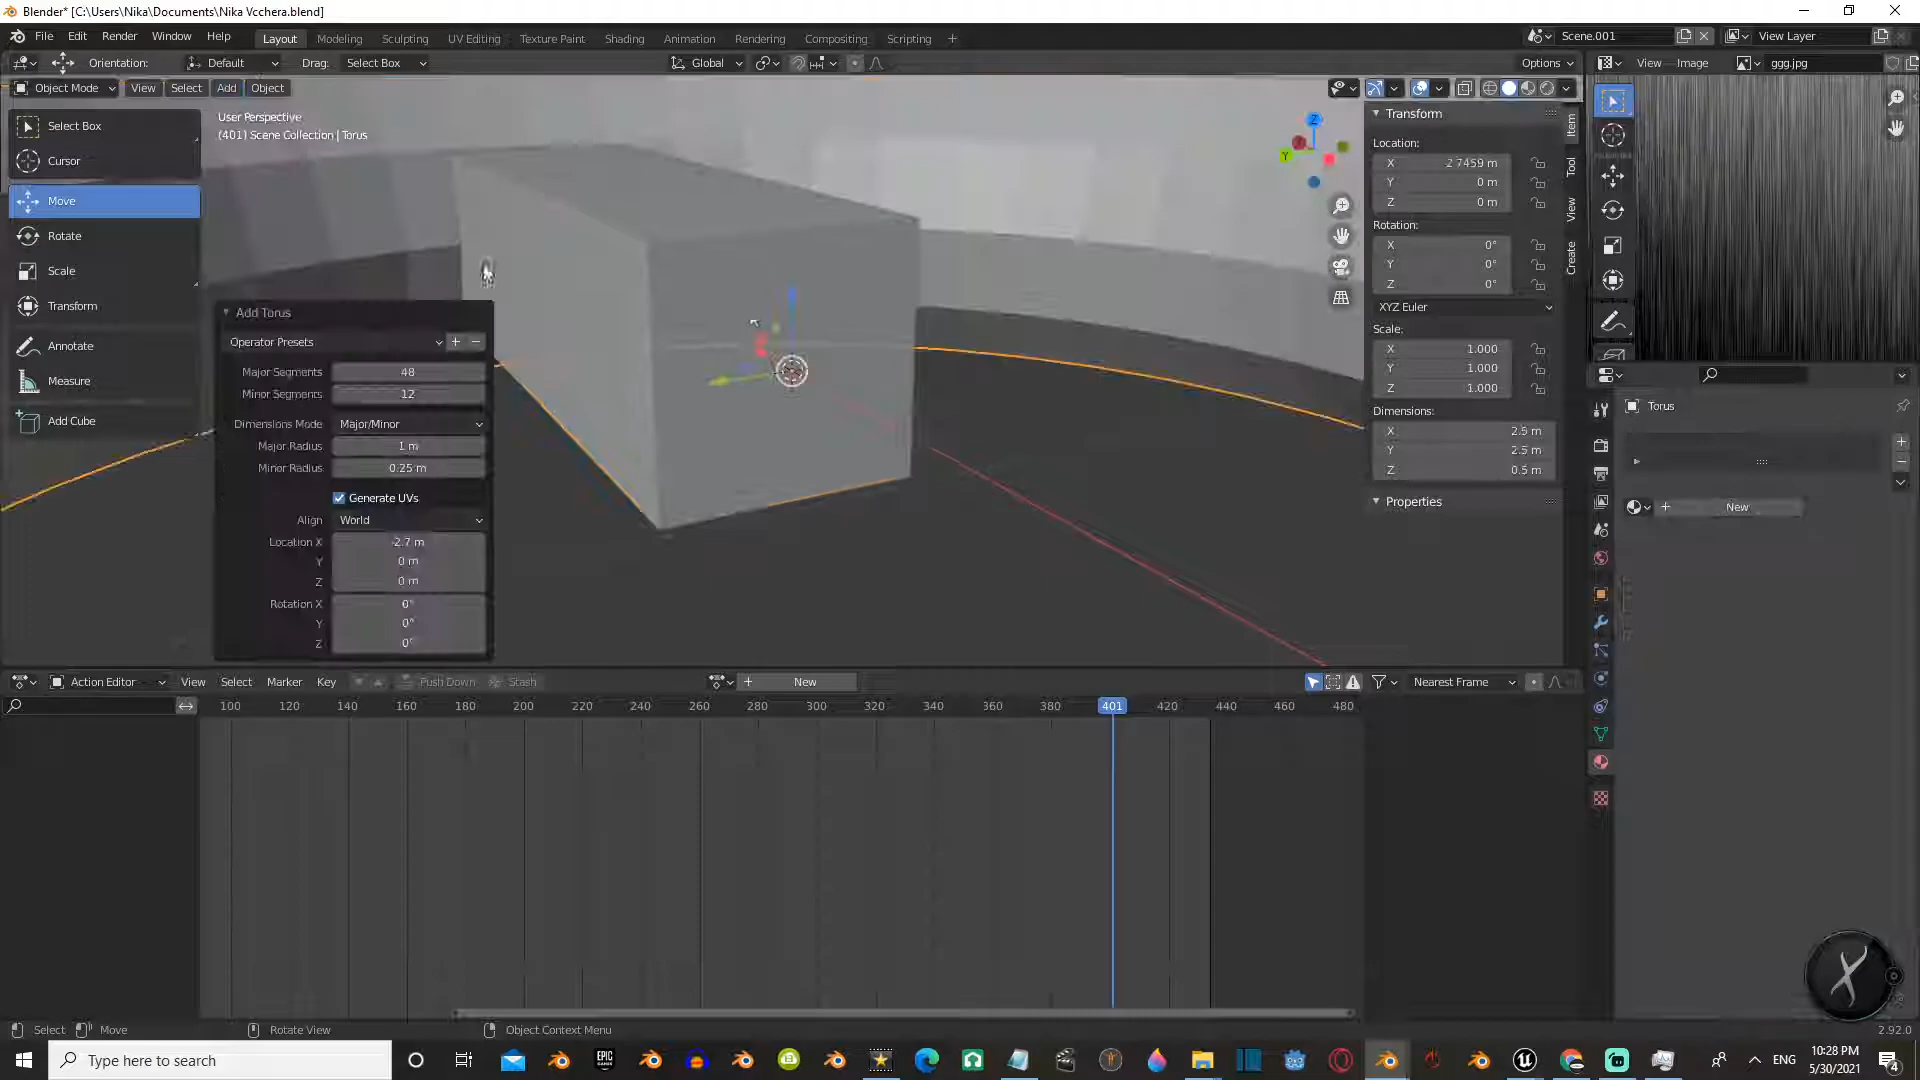 Blender* [C:\Users\Nika\Documents\Nika Vcchera.blend]
File Edit Render Window Help
Layout Modeling Sculpting UV Editing Texture Paint Shading Animation Rendering Compositing Scripting +
Scene.001 View Layer
Orientation: Default Drag: Select Box Global Options
View Image ggg.jpg
Object Mode View Select Add Object
User Perspective
(401) Scene Collection | Torus
Select Box
Cursor
Move
Rotate
Scale
Transform
Annotate
Measure
Add Cube
Z
Y
Add Torus
Operator Presets
Major Segments 48
Minor Segments 12
Dimensions Mode Major/Minor
Major Radius 1 m
Minor Radius 0.25 m
Generate UVs
Align World
Location X -2.7 m
Y 0 m
Z 0 m
Rotation X 0°
Y 0°
Z 0°
Transform
Location:
X 2.7459 m
Y 0 m
Z 0 m
Rotation:
X 0°
Y 0°
Z 0°
XYZ Euler
Scale:
X 1.000
Y 1.000
Z 1.000
Dimensions:
X 2.5 m
Y 2.5 m
Z 0.5 m
Properties
Item
Tool
View
Create
Torus
New
Action Editor View Select Marker Key Push Down Stash New Nearest Frame
100 120 140 160 180 200 220 240 260 280 300 320 340 360 380 401 420 440 460 480
Select Move Rotate View Object Context Menu 2.92.0
Type here to search
EPIC GAMES
ENG
10:28 PM
5/30/2021
4